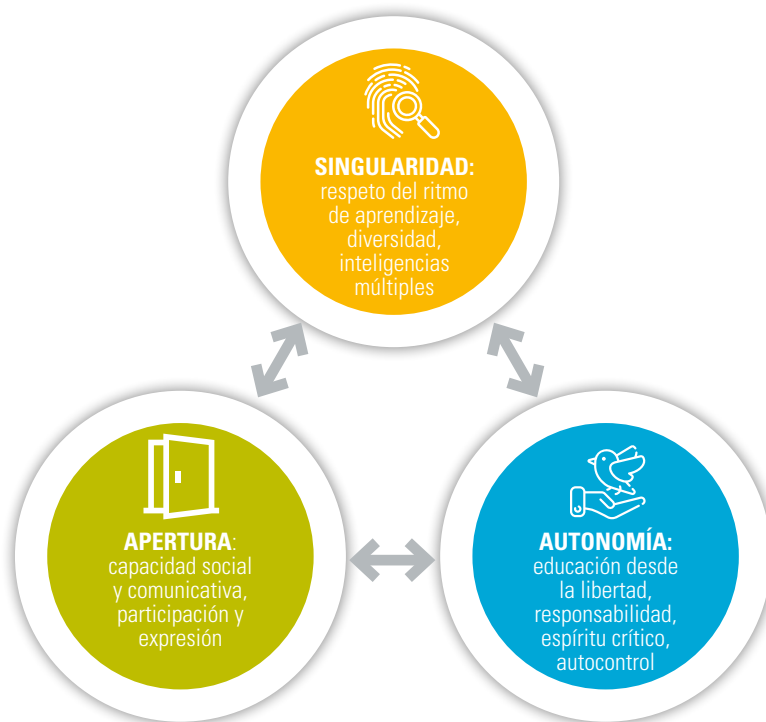 SINGULARIDAD:
respeto del ritmo
de aprendizaje,
diversidad,
inteligencias
múltiples
APERTURA:
capacidad social
y comunicativa,
participación y
expresión
AUTONOMÍA:
educación desde
la libertad,
responsabilidad,
espíritu crítico,
autocontrol